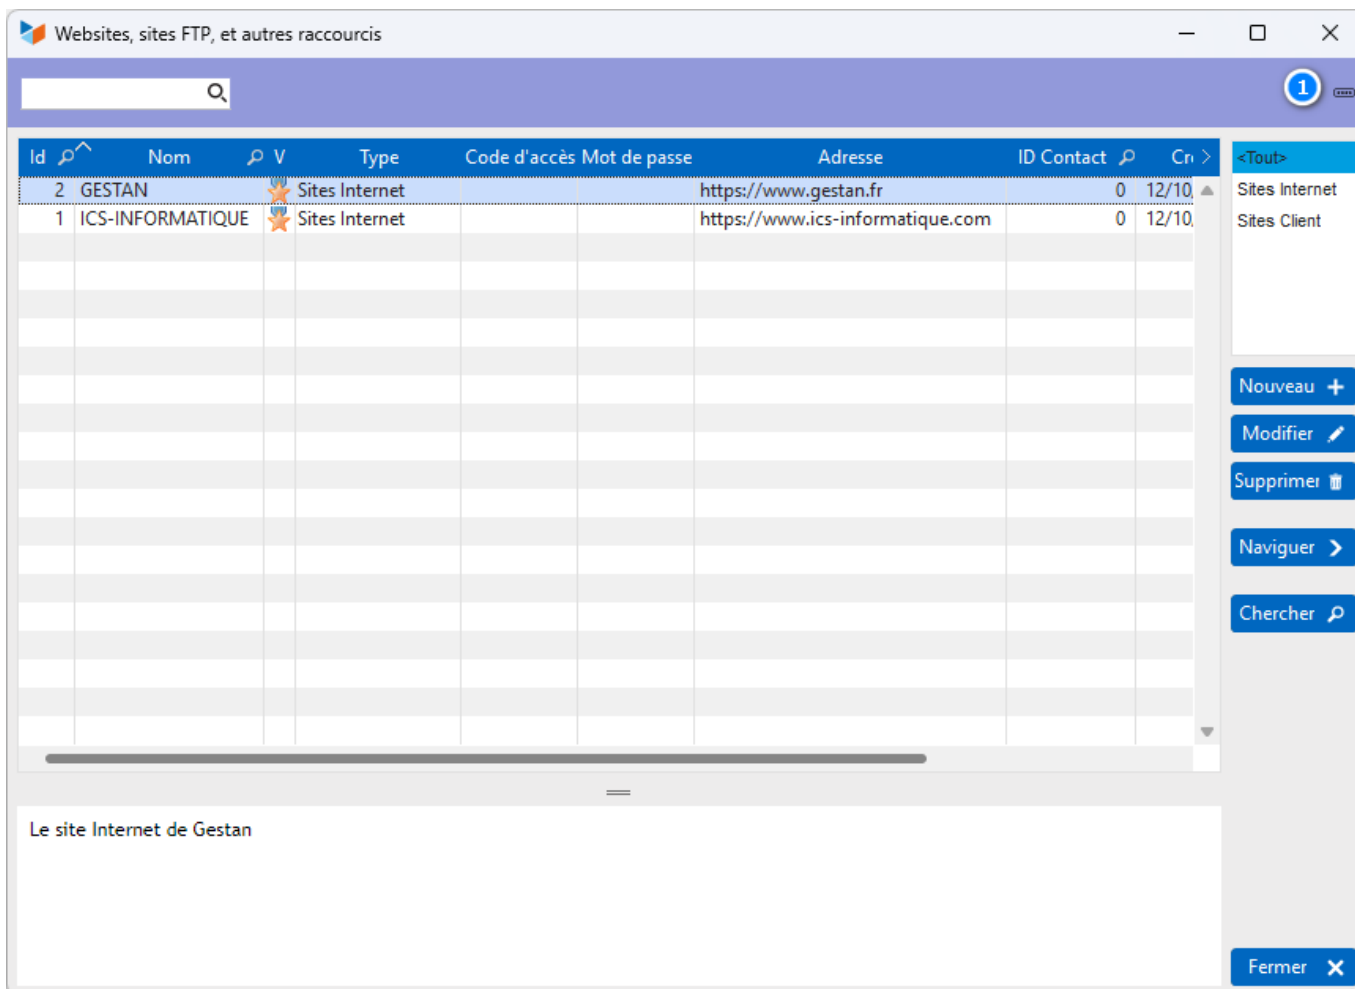 Websites, sites FTP, et autres raccourcis
1
Id Nom V Type Code d'accès Mot de passe Adresse ID Contact Cr
2 GESTAN Sites Internet https://www.gestan.fr 0 12/10
1 ICS-INFORMATIQUE Sites Internet https://www.ics-informatique.com 0 12/10
<Tout>
Sites Internet
Sites Client
Nouveau
Modifier
Supprimer
Naviguer
Chercher
Le site Internet de Gestan
Fermer